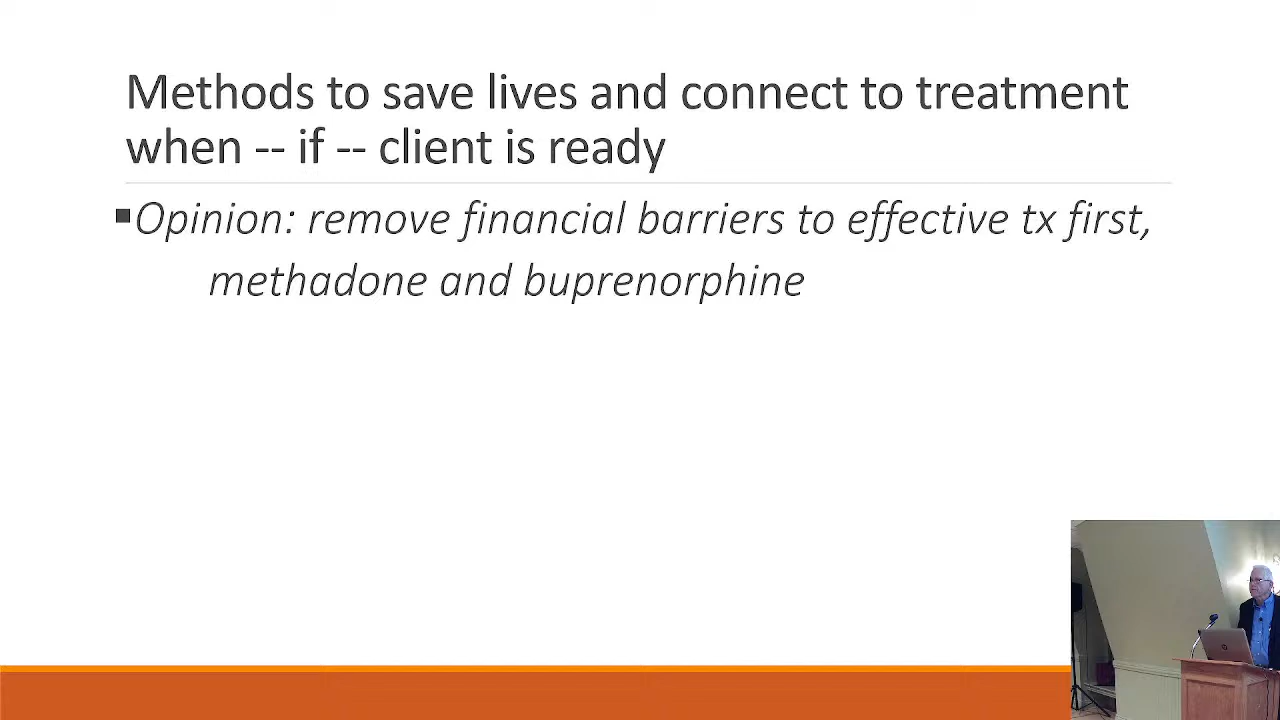 Methods to save lives and connect to treatment
when -- if -- client is ready
▪Opinion: remove financial barriers to effective tx first,
methadone and buprenorphine